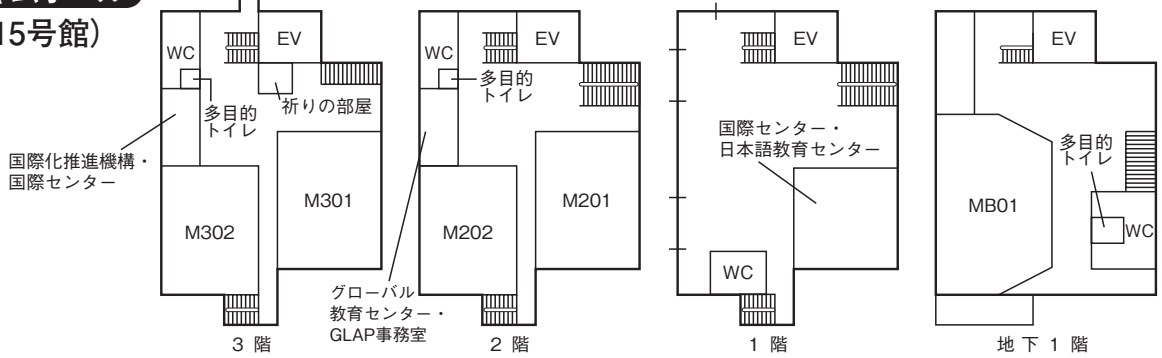 15号館）
WC
EV
祈りの部屋
多目的
トイレ
国際化推進機構・
国際センター
M301
M302
3 階
WC
EV
多目的
トイレ
M201
M202
グローバル
教育センター・
GLAP事務室
2 階
EV
国際センター・
日本語教育センター
WC
1 階
EV
多目的
トイレ
MB01
WC
地下 1 階